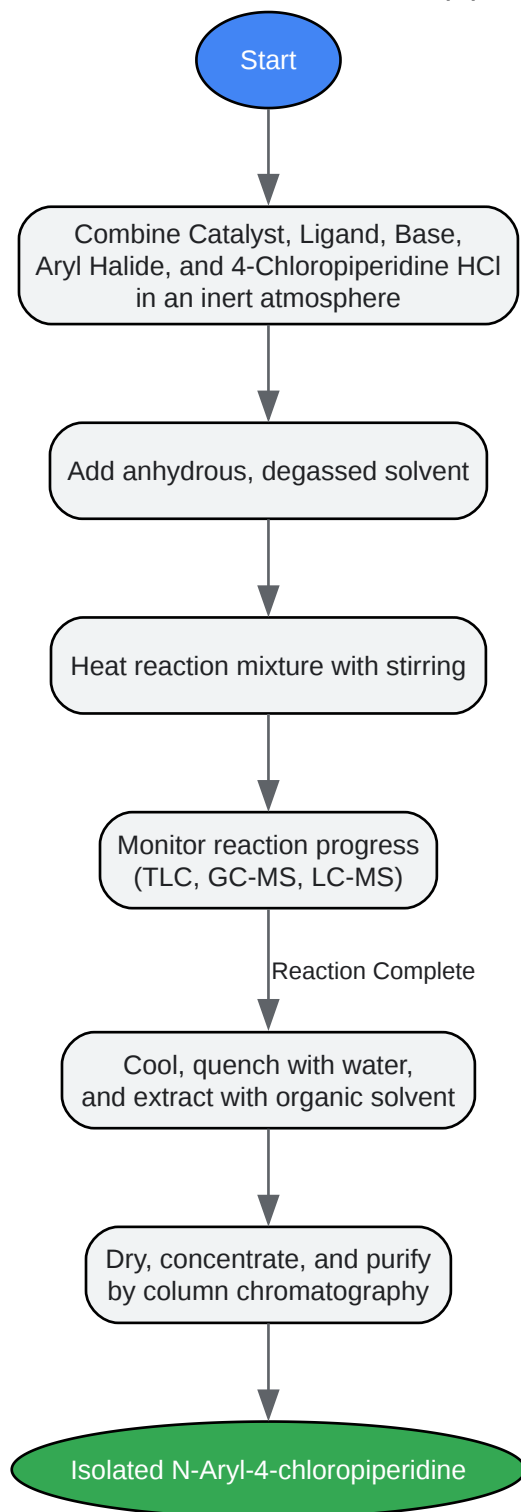 Start
Combine Catalyst, Ligand, Base,
Aryl Halide, and 4-Chloropiperidine HCl
in an inert atmosphere
Add anhydrous, degassed solvent
Heat reaction mixture with stirring
Monitor reaction progress
(TLC, GC-MS, LC-MS)
Reaction Complete
Cool, quench with water,
and extract with organic solvent
Dry, concentrate, and purify
by column chromatography
Isolated N-Aryl-4-chloropiperidine